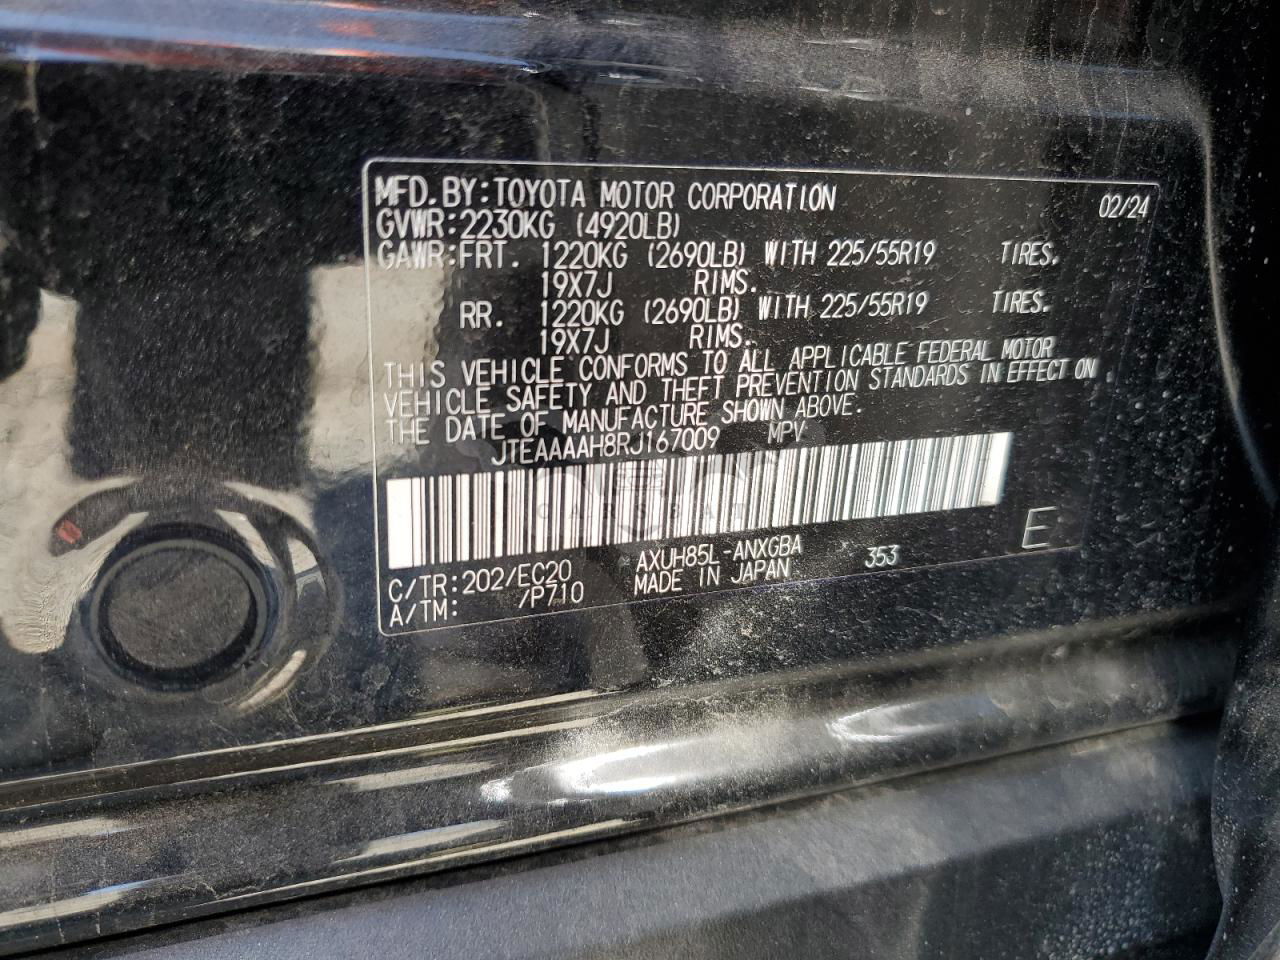 MFD.BY:TOYOTA MOTOR CORPORATION 02/24
GVWR:2230KG (4920LB)
GAWR:FRT. 1220KG (2690LB) WITH 225/55R19 TIRES.
19X7J RIMS.
RR. 1220KG (2690LB) WITH 225/55R19 TIRES.
19X7J RIMS.
THIS VEHICLE CONFORMS TO ALL APPLICABLE FEDERAL MOTOR
VEHICLE SAFETY AND THEFT PREVENTION STANDARDS IN EFFECT ON
THE DATE OF MANUFACTURE SHOWN ABOVE.
JTEAAAAH8RJ167009 MPV
C/TR:202/EC20 AXUH85L-ANXGBA 353 E
A/TM: /P710 MADE IN JAPAN